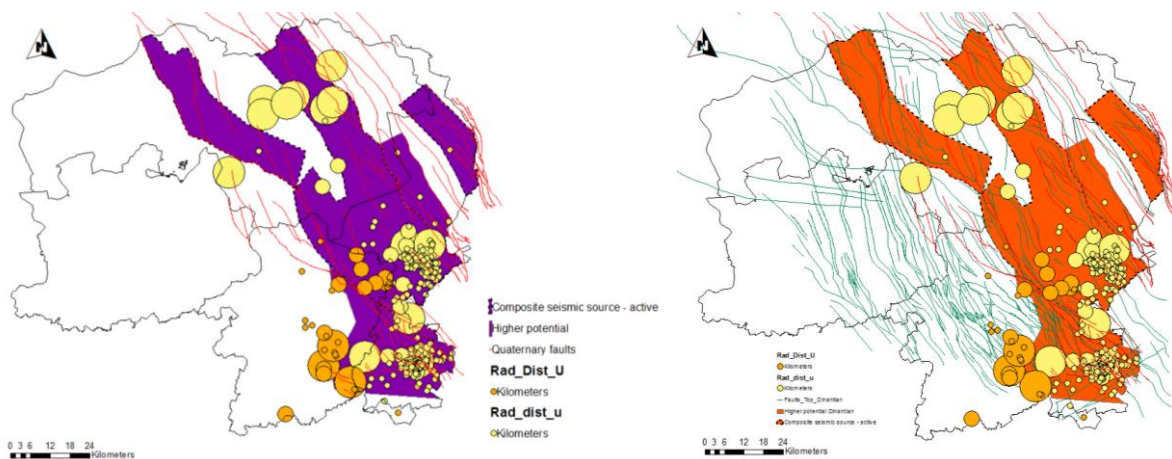 N
Composite seismic source - active
Higher potential
Quaternary faults
Rad_Dist_U
Kilometers
Rad_dist_u
Kilometers
0 3 6 12 18 24
Kilometers
N
Rad_Dist_U
Kilometers
Rad_dist_u
Kilometers
Faults_Top_Dinantian
Higher potential Dinantian
Composite seismic source - active
0 3 6 12 18 24
Kilometers